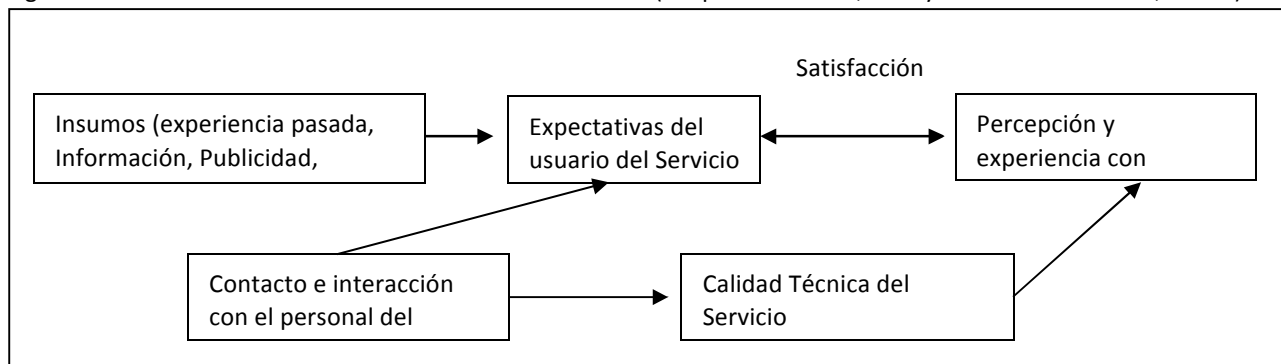 Satisfacción
Insumos (experiencia pasada,
Información, Publicidad,
Expectativas del
usuario del Servicio
Percepción y
experiencia con
Contacto e interacción
con el personal del
Calidad Técnica del
Servicio